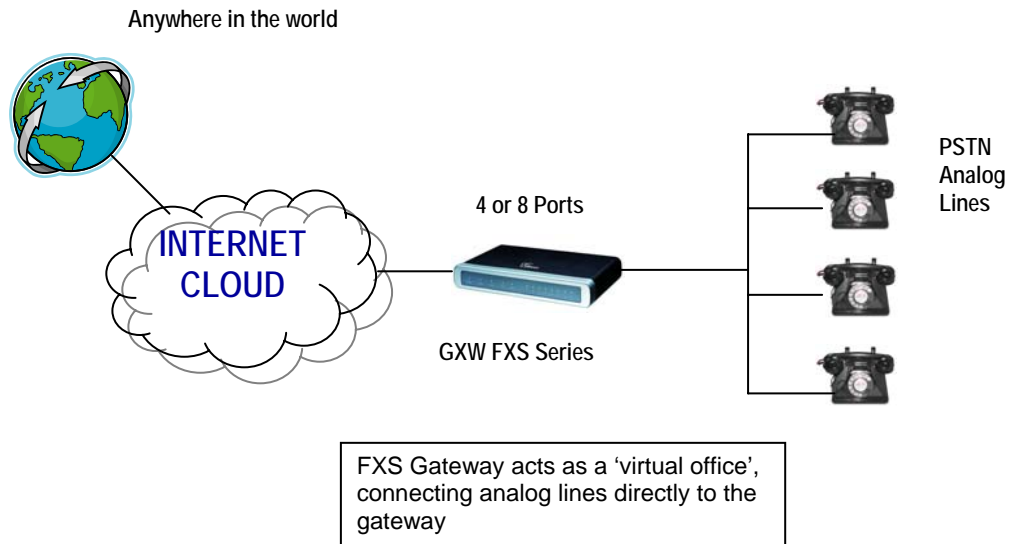 Anywhere in the world
INTERNET
CLOUD
4 or 8 Ports
GXW FXS Series
PSTN
Analog
Lines
FXS Gateway acts as a ‘virtual office’,
connecting analog lines directly to the
gateway